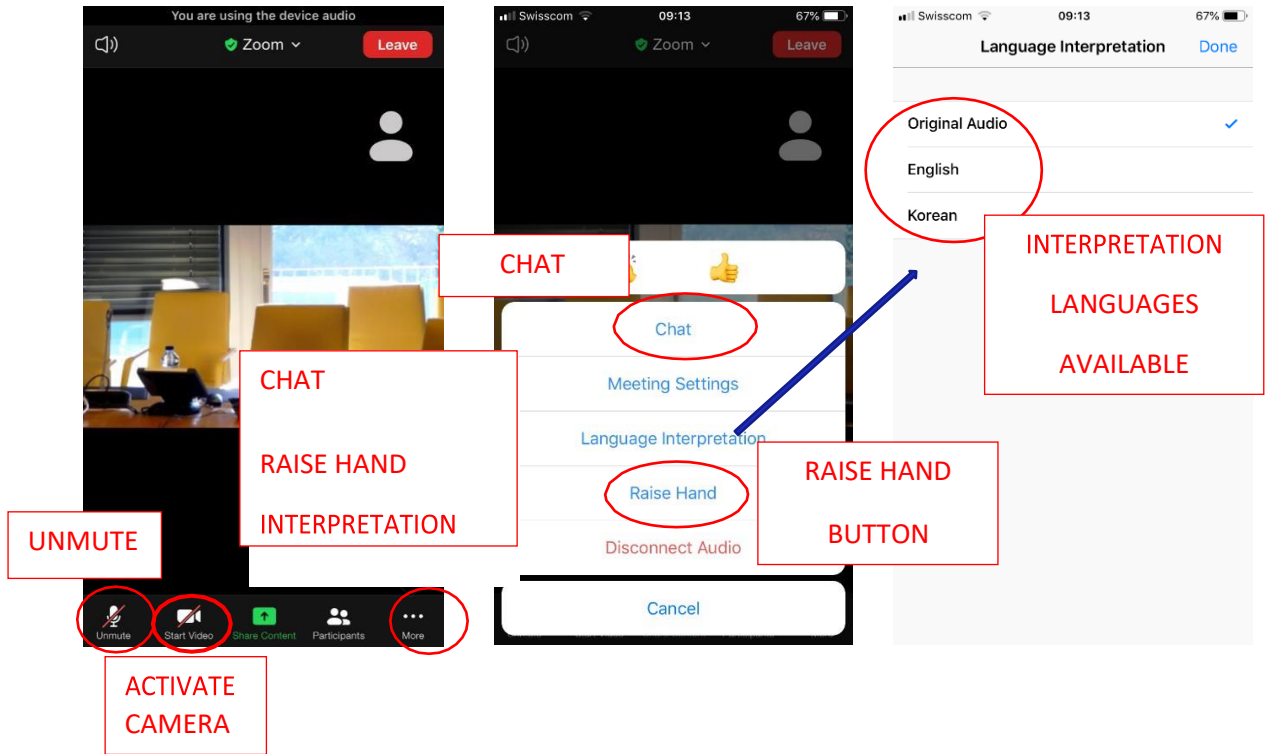 You are using the device audio
Zoom
Leave
CHAT
RAISE HAND
INTERPRETATION
UNMUTE
Unmute
Start Video
Share Content
Participants
More
ACTIVATE
CAMERA
Swisscom
09:13
67%
Zoom
Leave
CHAT
Chat
Meeting Settings
Language Interpretation
Raise Hand
Disconnect Audio
Cancel
RAISE HAND
BUTTON
Swisscom
09:13
67%
Language Interpretation
Done
Original Audio
English
Korean
INTERPRETATION
LANGUAGES
AVAILABLE